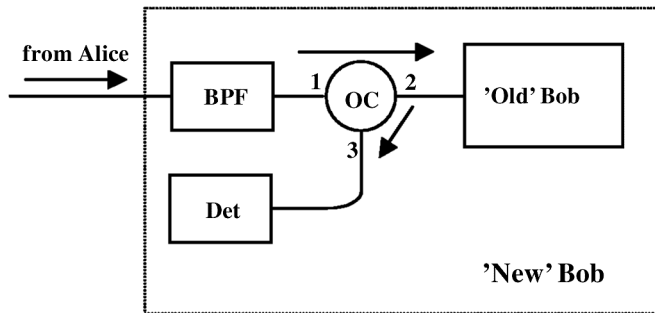 from Alice
BPF
1
OC
2
'Old' Bob
3
Det
'New' Bob